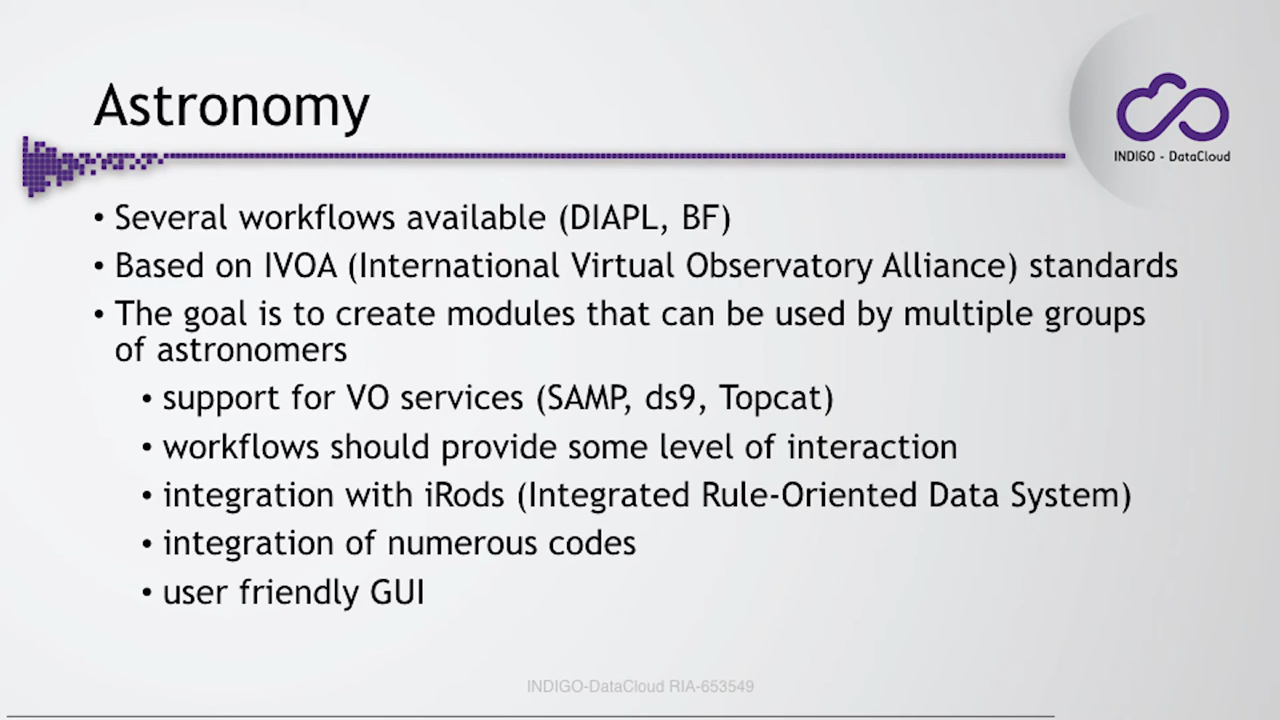 Astronomy
INDIGO - DataCloud
• Several workflows available (DIAPL, BF)
• Based on IVOA (International Virtual Observatory Alliance) standards
• The goal is to create modules that can be used by multiple groups
of astronomers
• support for VO services (SAMP, ds9, Topcat)
• workflows should provide some level of interaction
• integration with iRods (Integrated Rule-Oriented Data System)
• integration of numerous codes
• user friendly GUI
INDIGO-DataCloud RIA-653549